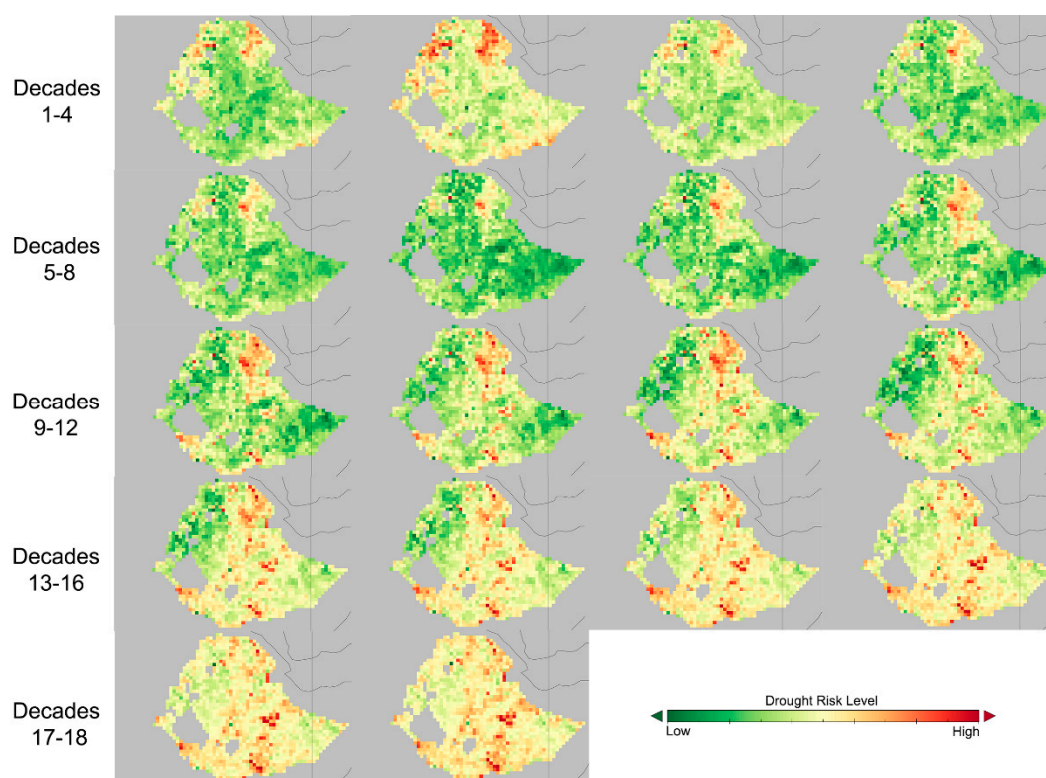 Decades
1-4
Decades
5-8
Decades
9-12
Decades
13-16
Decades
17-18
Drought Risk Level
Low
High